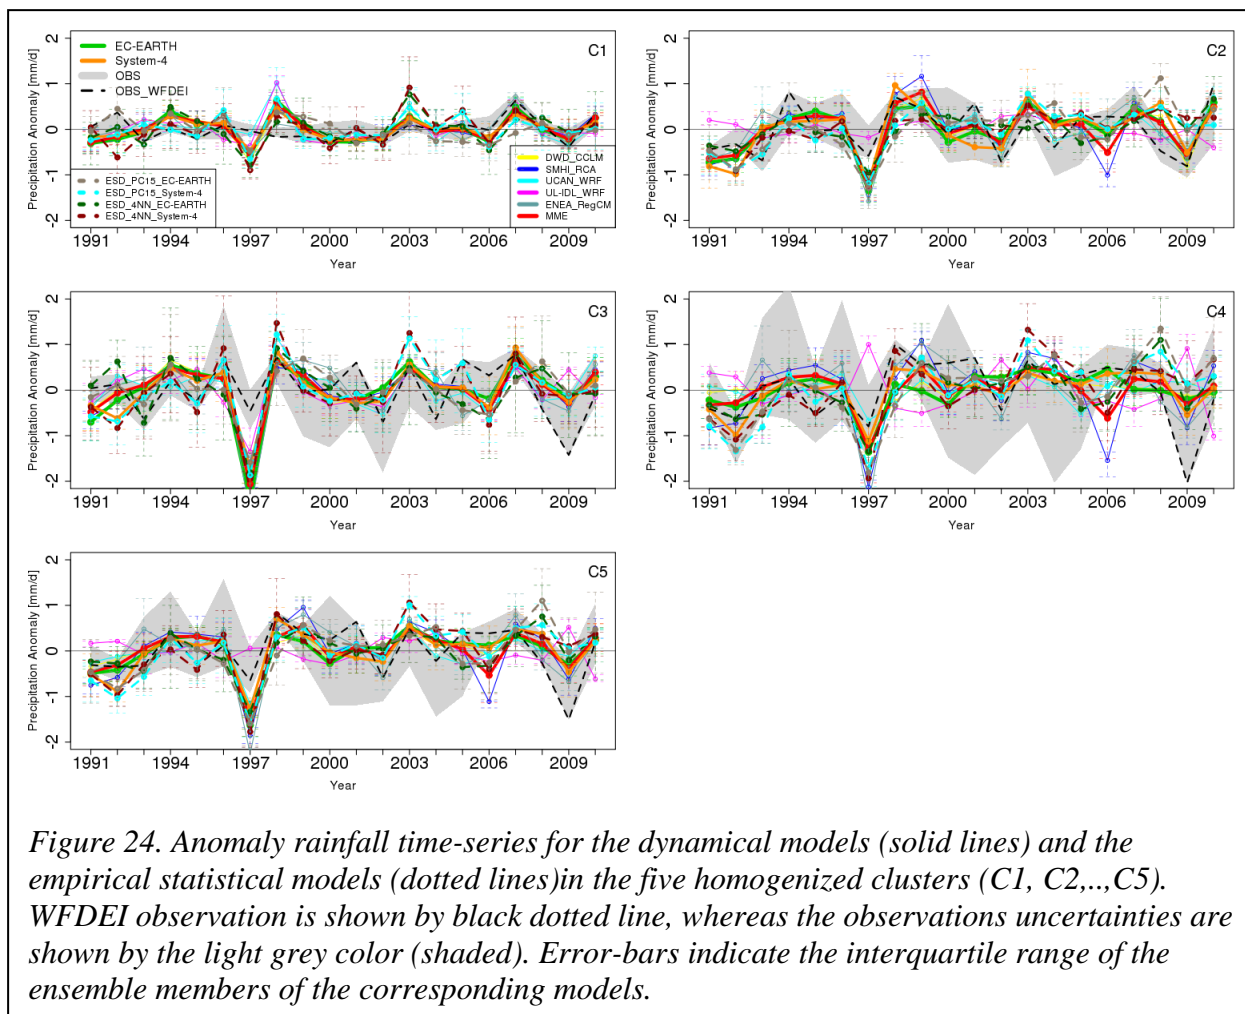 2
1
0
-1
-2
Precipitation Anomaly [mm/d]
EC-EARTH
System-4
OBS
OBS_WFDEI
C1
ESD_PC15_EC-EARTH
ESD_PC15_System-4
ESD_4NN_EC-EARTH
ESD_4NN_System-4
DWD_CCLM
SMHI_RCA
UCAN_WRF
UL-IDL_WRF
ENEA_RegCM
MME
1991 1994 1997 2000 2003 2006 2009
Year
2
1
0
-1
-2
Precipitation Anomaly [mm/d]
C2
1991 1994 1997 2000 2003 2006 2009
Year
2
1
0
-1
-2
Precipitation Anomaly [mm/d]
C3
1991 1994 1997 2000 2003 2006 2009
Year
2
1
0
-1
-2
Precipitation Anomaly [mm/d]
C4
1991 1994 1997 2000 2003 2006 2009
Year
2
1
0
-1
-2
Precipitation Anomaly [mm/d]
C5
1991 1994 1997 2000 2003 2006 2009
Year
Figure 24. Anomaly rainfall time-series for the dynamical models (solid lines) and the
empirical statistical models (dotted lines)in the five homogenized clusters (C1, C2,..,C5).
WFDEI observation is shown by black dotted line, whereas the observations uncertainties are
shown by the light grey color (shaded). Error-bars indicate the interquartile range of the
ensemble members of the corresponding models.